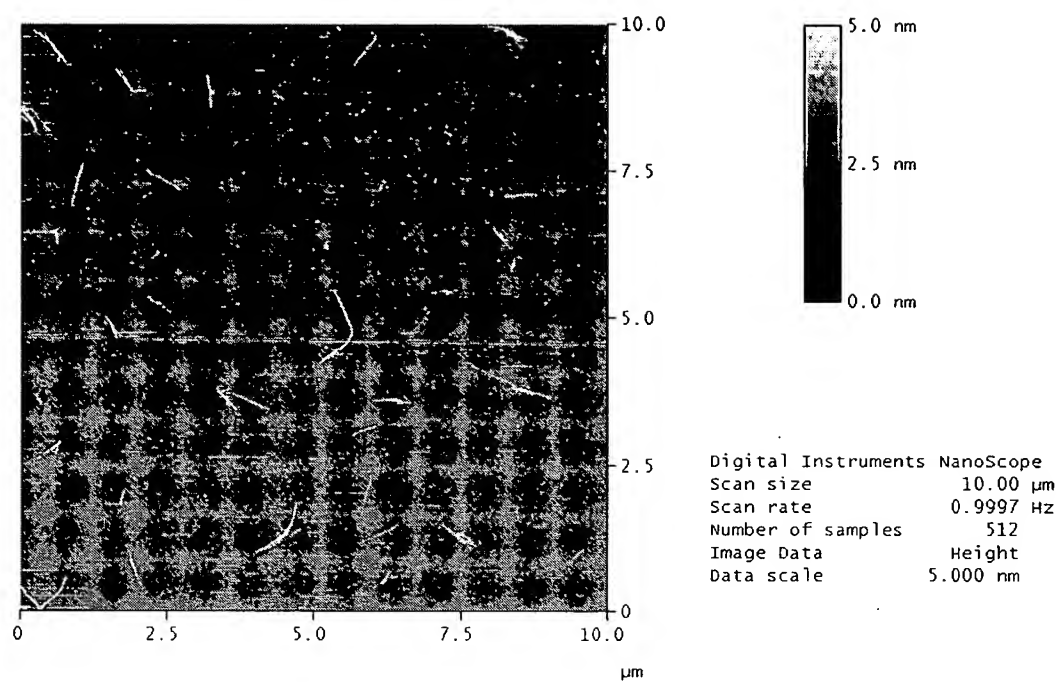 10.0
7.5
5.0
2.5
0
0 2.5 5.0 7.5 10.0
μm
5.0 nm
2.5 nm
0.0 nm
Digital Instruments NanoScope
Scan size 10.00 μm
Scan rate 0.9997 Hz
Number of samples 512
Image Data Height
Data scale 5.000 nm